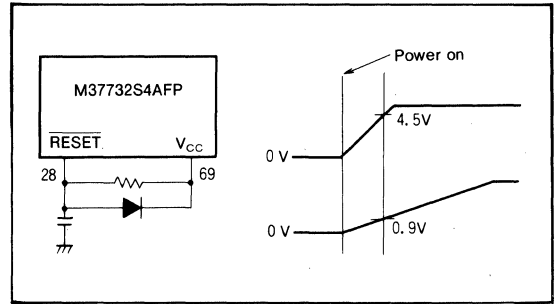 Power on
M37732S4AFP
RESET VCC
28 69
4.5V
0 V
0 V
0.9V